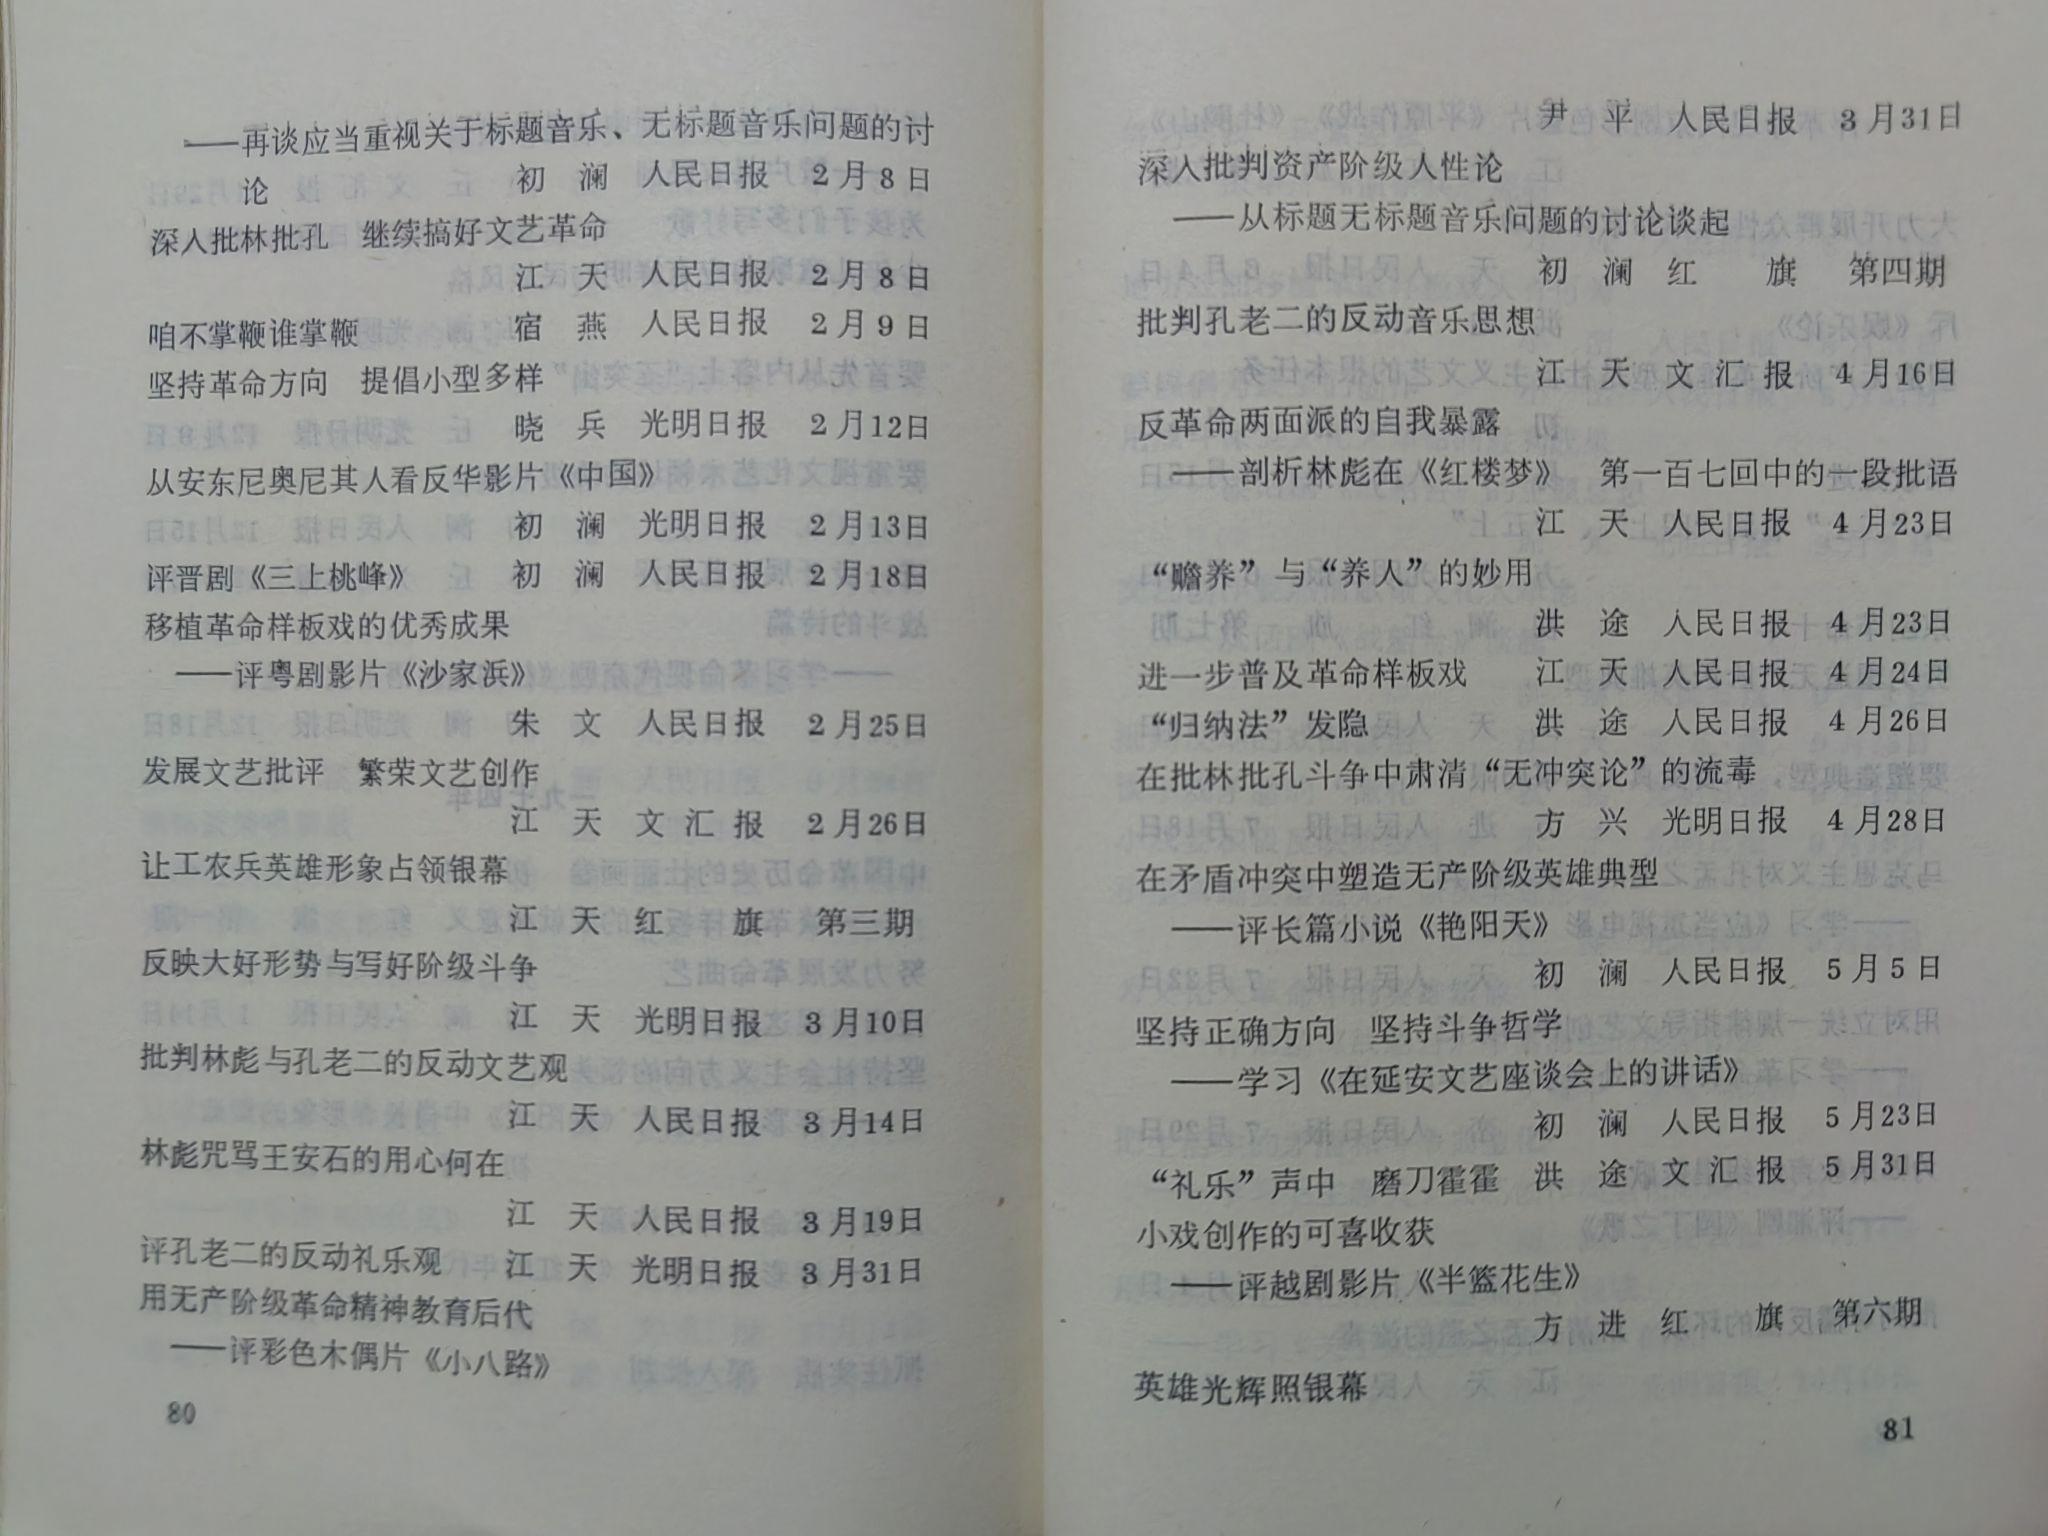 ——再谈应当重视关于标题音乐、无标题音乐问题的讨
论 初 澜 人民日报 2月8日
深入批林批孔 继续搞好文艺革命
江 天 人民日报 2月8日
咱不掌鞭谁掌鞭 宿 燕 人民日报 2月9日
坚持革命方向 提倡小型多样
晓 兵 光明日报 2月12日
从安东尼奥尼其人看反华影片《中国》
初 澜 光明日报 2月13日
评晋剧《三上桃峰》 初 澜 人民日报 2月18日
移植革命样板戏的优秀成果
——评粤剧影片《沙家浜》
朱 文 人民日报 2月25日
发展文艺批评 繁荣文艺创作
江 天 文汇报 2月26日
让工农兵英雄形象占领银幕
江 天 红 旗 第三期
反映大好形势与写好阶级斗争
江 天 光明日报 3月10日
批判林彪与孔老二的反动文艺观
江 天 人民日报 3月14日
林彪咒骂王安石的用心何在
江 天 人民日报 3月19日
评孔老二的反动礼乐观 江 天 光明日报 3月31日
用无产阶级革命精神教育后代
——评彩色木偶片《小八路》
80
尹 平 人民日报 3月31日
深入批判资产阶级人性论
——从标题无标题音乐问题的讨论谈起
初 澜 红 旗 第四期
批判孔老二的反动音乐思想
江 天 文汇报 4月16日
反革命两面派的自我暴露
——剖析林彪在《红楼梦》 第一百七回中的一段批语
江 天 人民日报 4月23日
“赡养”与“养人”的妙用
洪 途 人民日报 4月23日
进一步普及革命样板戏 江 天 人民日报 4月24日
“归纳法”发隐 洪 途 人民日报 4月26日
在批林批孔斗争中肃清“无冲突论”的流毒
方 兴 光明日报 4月28日
在矛盾冲突中塑造无产阶级英雄典型
——评长篇小说《艳阳天》
初 澜 人民日报 5月5日
坚持正确方向 坚持斗争哲学
——学习《在延安文艺座谈会上的讲话》
初 澜 人民日报 5月23日
“礼乐”声中 磨刀霍霍 洪 途 文汇报 5月31日
小戏创作的可喜收获
——评越剧影片《半篮花生》
方 进 红 旗 第六期
英雄光辉照银幕
81